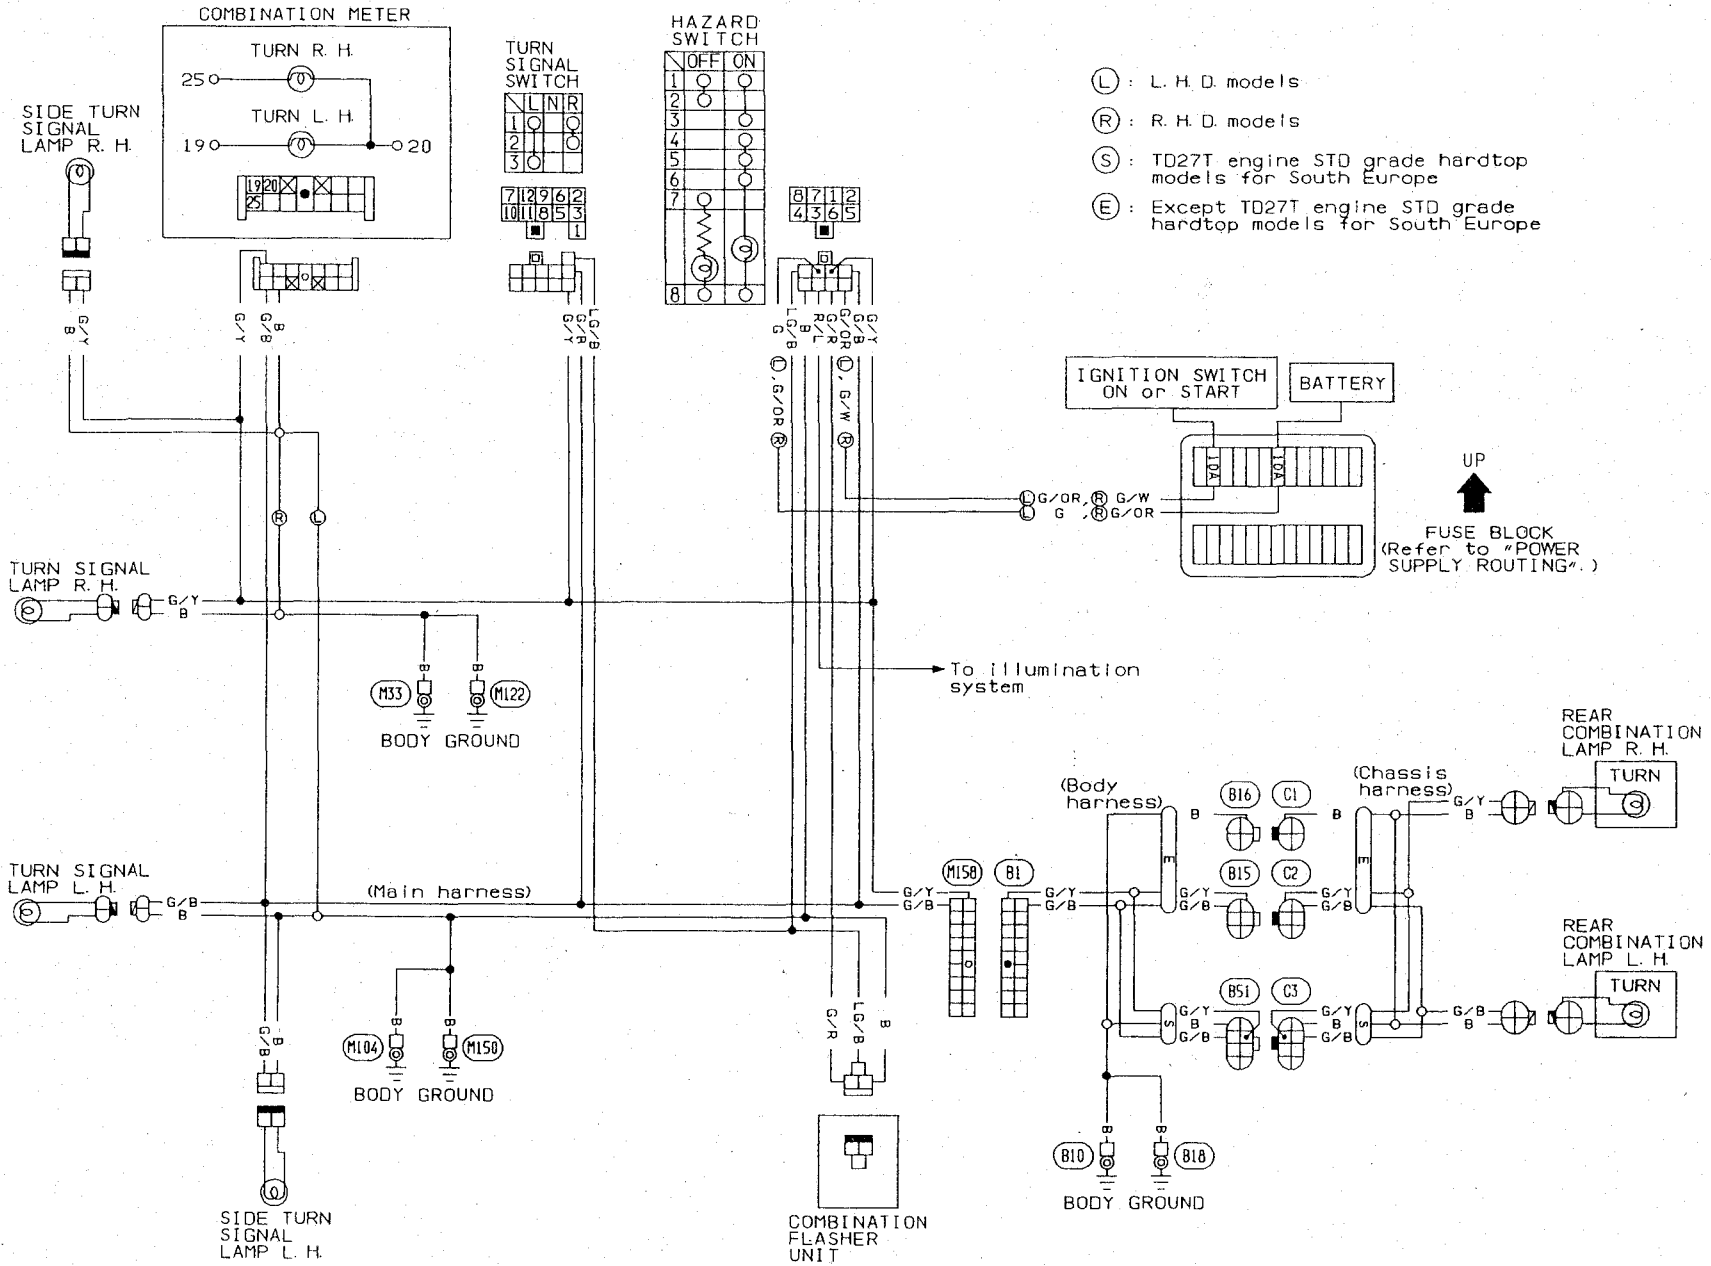 COMBINATION METER
TURN R. H.
25
TURN L. H.
19
20
19 20
25
SIDE TURN
SIGNAL
LAMP R. H.
TURN
SIGNAL
SWITCH
L N R
1
2
3
7 12 9 6 2
10 11 8 5 3
1
HAZARD
SWITCH
OFF ON
1
2
3
4
5
6
7
8
8 7 1 2
4 3 6 5
L : L. H. D. models
R : R. H. D. models
S : TD27T engine STD grade hardtop
models for South Europe
E : Except TD27T engine STD grade
hardtop models for South Europe
B
G/Y
G/Y
G/B
B
G/Y
G/B
LG/B
G
LG/B
B
R/L
G/R
G/OR
G/B
G/Y
L, G/OR R
L, G/W R
IGNITION SWITCH
ON or START
BATTERY
10A
10A
L G/OR, R G/W
L G , R G/OR
UP
FUSE BLOCK
(Refer to "POWER
SUPPLY ROUTING".)
R
L
TURN SIGNAL
LAMP R. H.
G/Y
B
B
B
M33
M122
BODY GROUND
To illumination
system
REAR
COMBINATION
LAMP R. H.
TURN
(Body
harness)
(Chassis
harness)
B16
C1
B
B
G/Y
B
E
E
TURN SIGNAL
LAMP L. H.
G/B
B
(Main harness)
M158
B1
G/Y
G/B
G/Y
G/B
B15
C2
G/Y
G/B
G/Y
G/B
REAR
COMBINATION
LAMP L. H.
TURN
B51
C3
G/Y
B
G/B
S
G/Y
B
G/B
S
G/B
B
G/B
B
B
B
M104
M150
BODY GROUND
G/R
LG/B
B
B
B
B10
B18
BODY GROUND
SIDE TURN
SIGNAL
LAMP L. H.
COMBINATION
FLASHER
UNIT